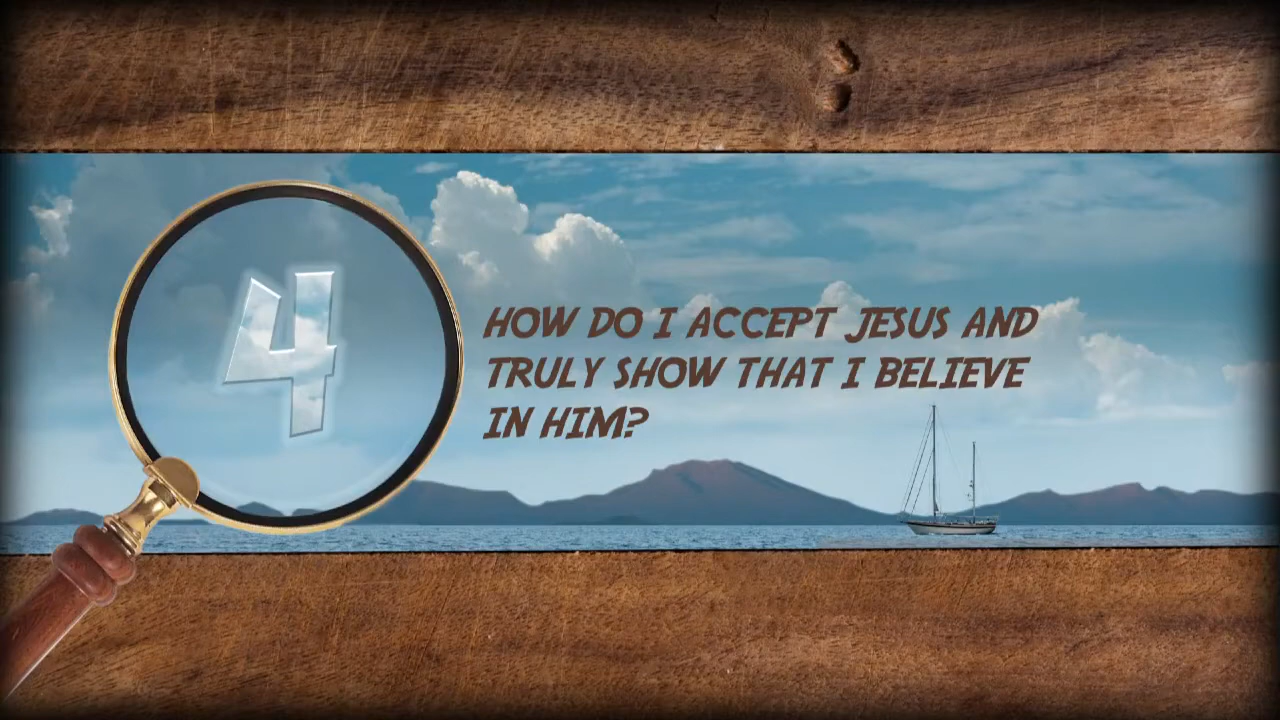 4
HOW DO I ACCEPT JESUS AND
TRULY SHOW THAT I BELIEVE
IN HIM?